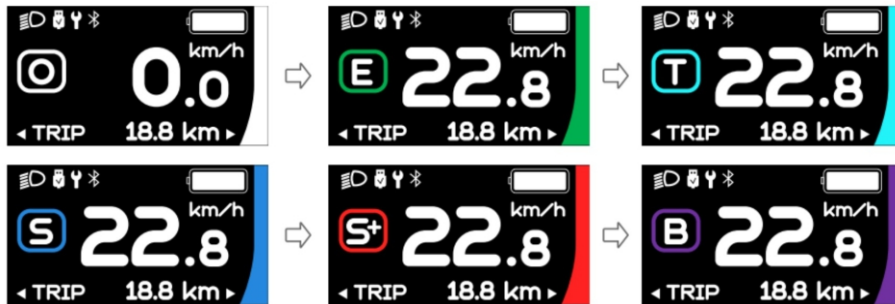 km/h
O 0.0
◂ TRIP 18.8 km ▸
km/h
E 22.8
◂ TRIP 18.8 km ▸
km/h
T 22.8
◂ TRIP 18.8 km ▸
km/h
S 22.8
◂ TRIP 18.8 km ▸
km/h
S+ 22.8
◂ TRIP 18.8 km ▸
km/h
B 22.8
◂ TRIP 18.8 km ▸